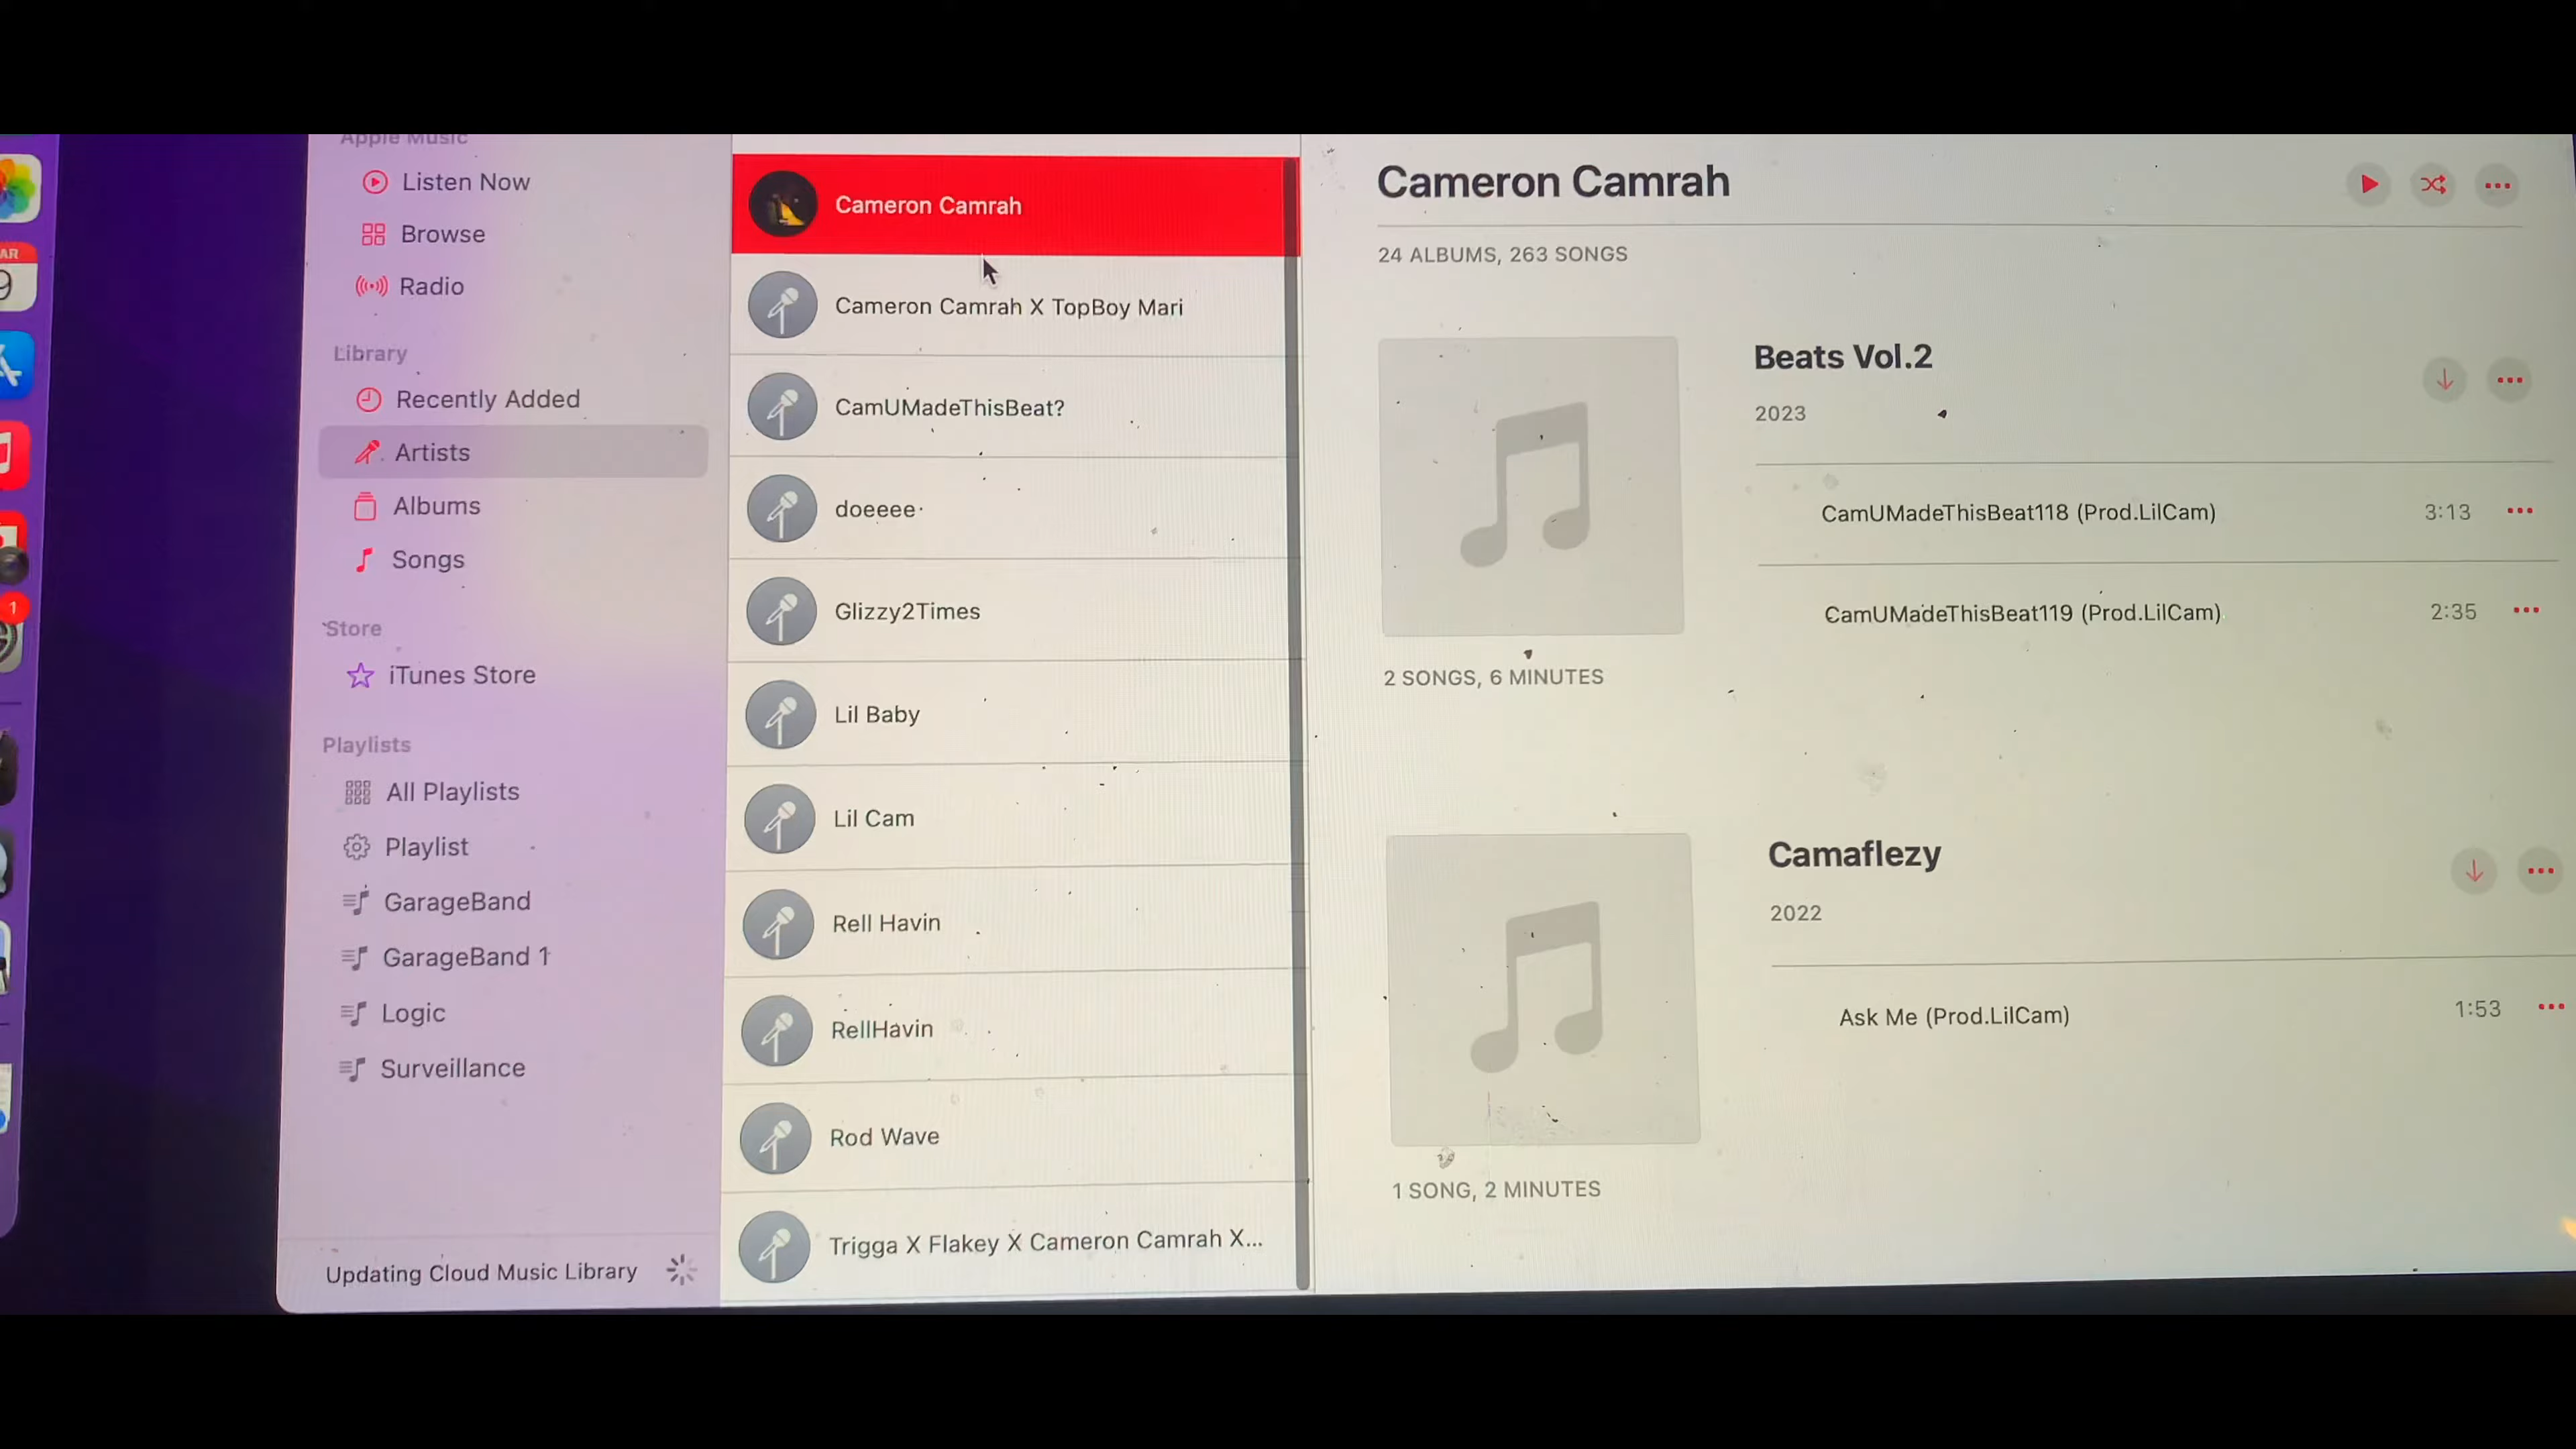 Apple Music
Listen Now
Browse
Radio
Library
Recently Added
Artists
Albums
Songs
Store
iTunes Store
Playlists
All Playlists
Playlist
GarageBand
GarageBand 1
Logic
Surveillance
Updating Cloud Music Library
AR
9
1
Cameron Camrah
Cameron Camrah X TopBoy Mari
CamUMadeThisBeat?
doeeee
Glizzy2Times
Lil Baby
Lil Cam
Rell Havin
RellHavin
Rod Wave
Trigga X Flakey X Cameron Camrah X...
Cameron Camrah
24 ALBUMS, 263 SONGS
Beats Vol.2
2023
CamUMadeThisBeat118 (Prod.LilCam) 3:13
CamUMadeThisBeat119 (Prod.LilCam) 2:35
2 SONGS, 6 MINUTES
Camaflezy
2022
Ask Me (Prod.LilCam) 1:53
1 SONG, 2 MINUTES